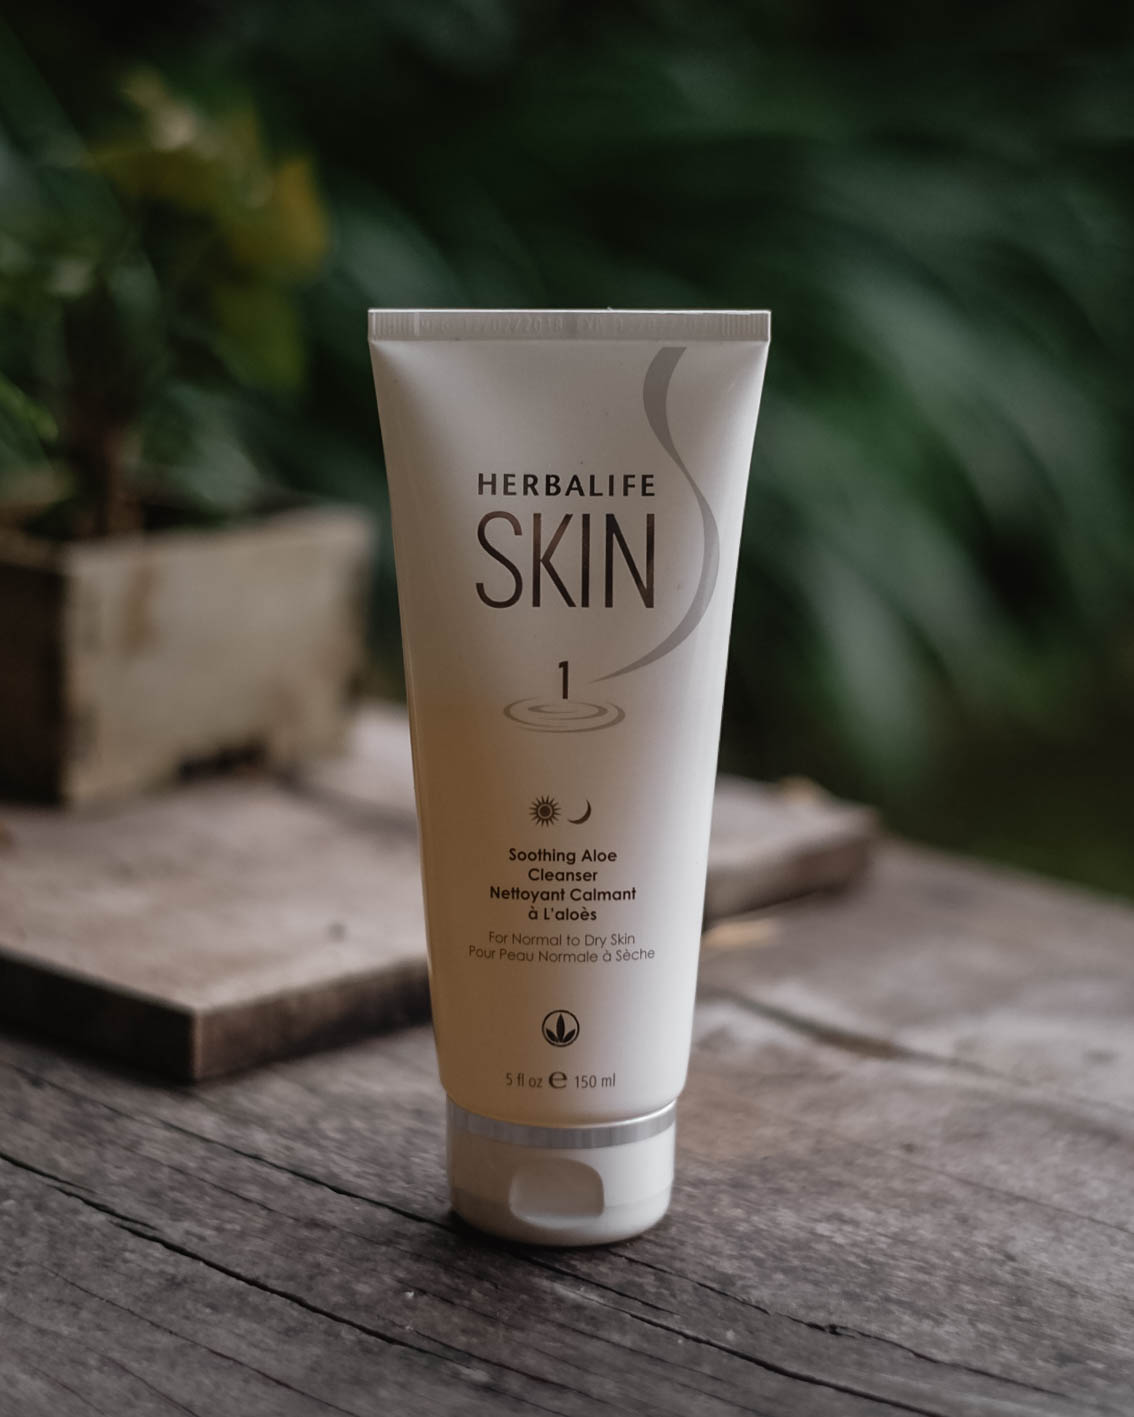 HERBALIFE
SKIN
1
Soothing Aloe
Cleanser
Nettoyant Calmant
à L'aloès
For Normal to Dry Skin
Pour Peau Normale à Sèche
5 fl oz e 150 ml